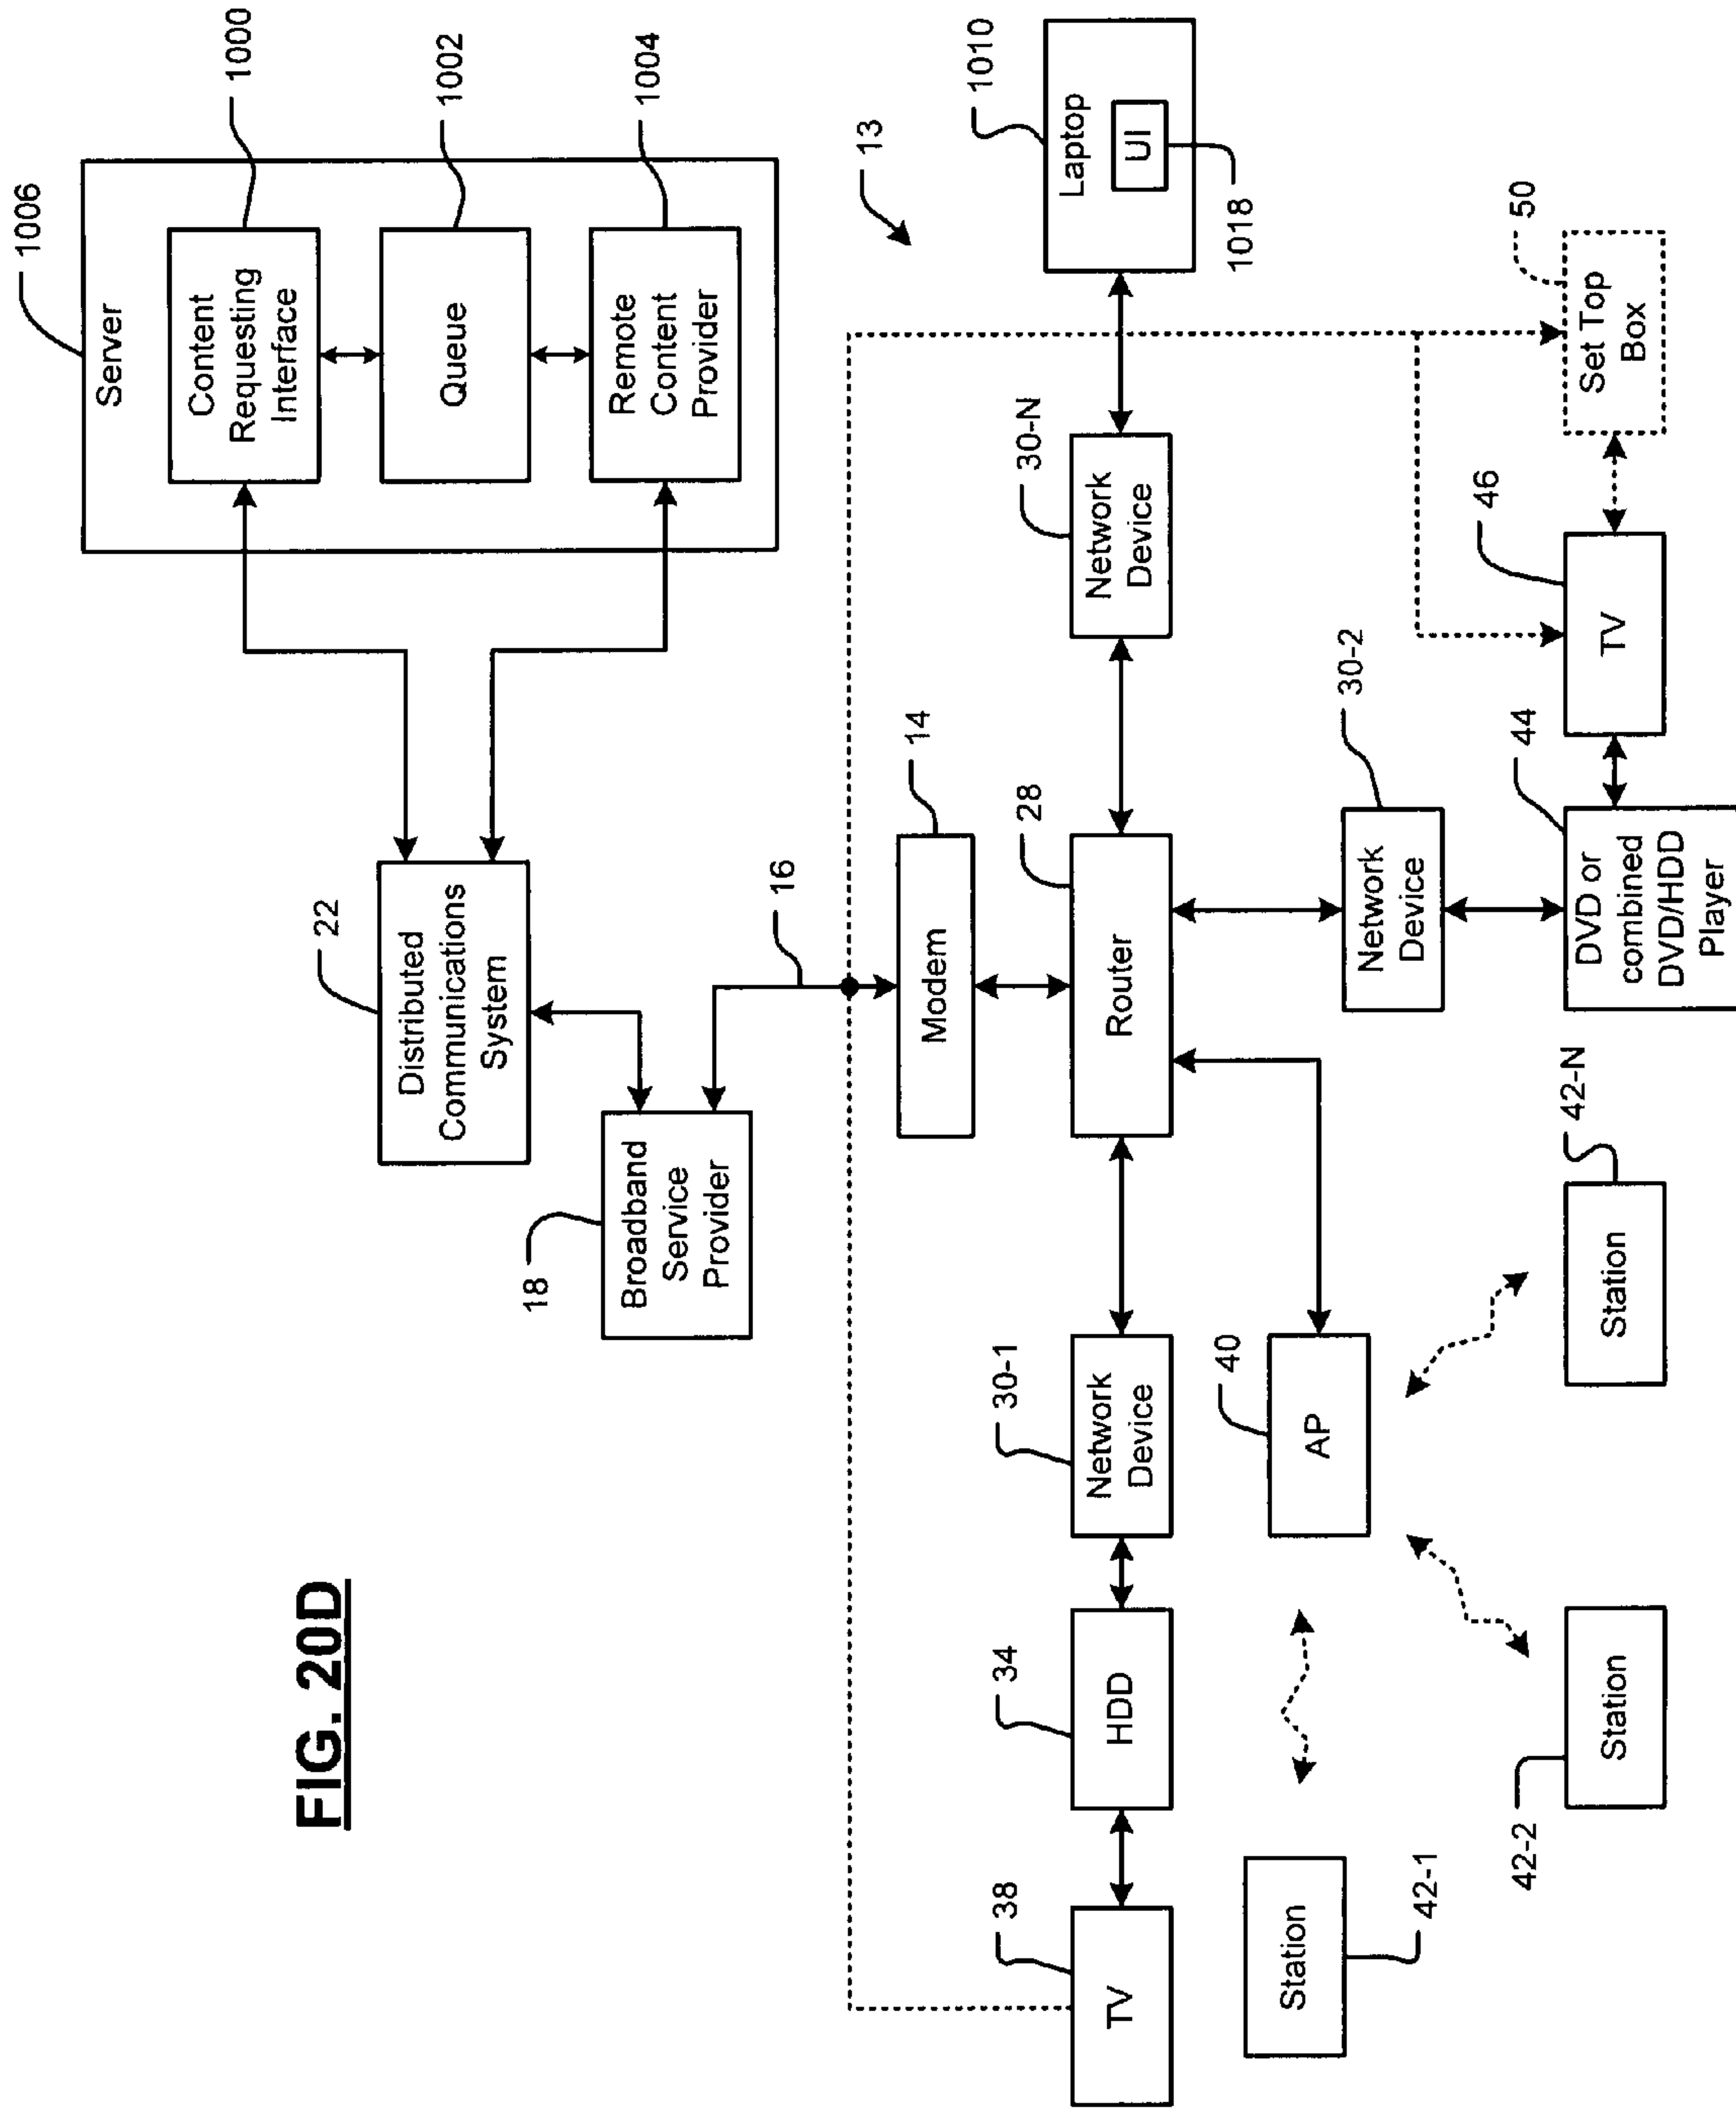 FIG. 20D
1006
Server
Content
Requesting
Interface
1000
Queue
1002
Remote
Content
Provider
1004
22
Distributed
Communications
System
18
Broadband
Service
Provider
16
13
14
Modem
28
Router
38
TV
34
HDD
30-1
Network
Device
30-N
Network
Device
1010
Laptop
UI
1018
40
AP
30-2
Network
Device
Station
42-1
42-2
Station
42-N
Station
44
DVD or
combined
DVD/HDD
Player
46
TV
50
Set Top
Box